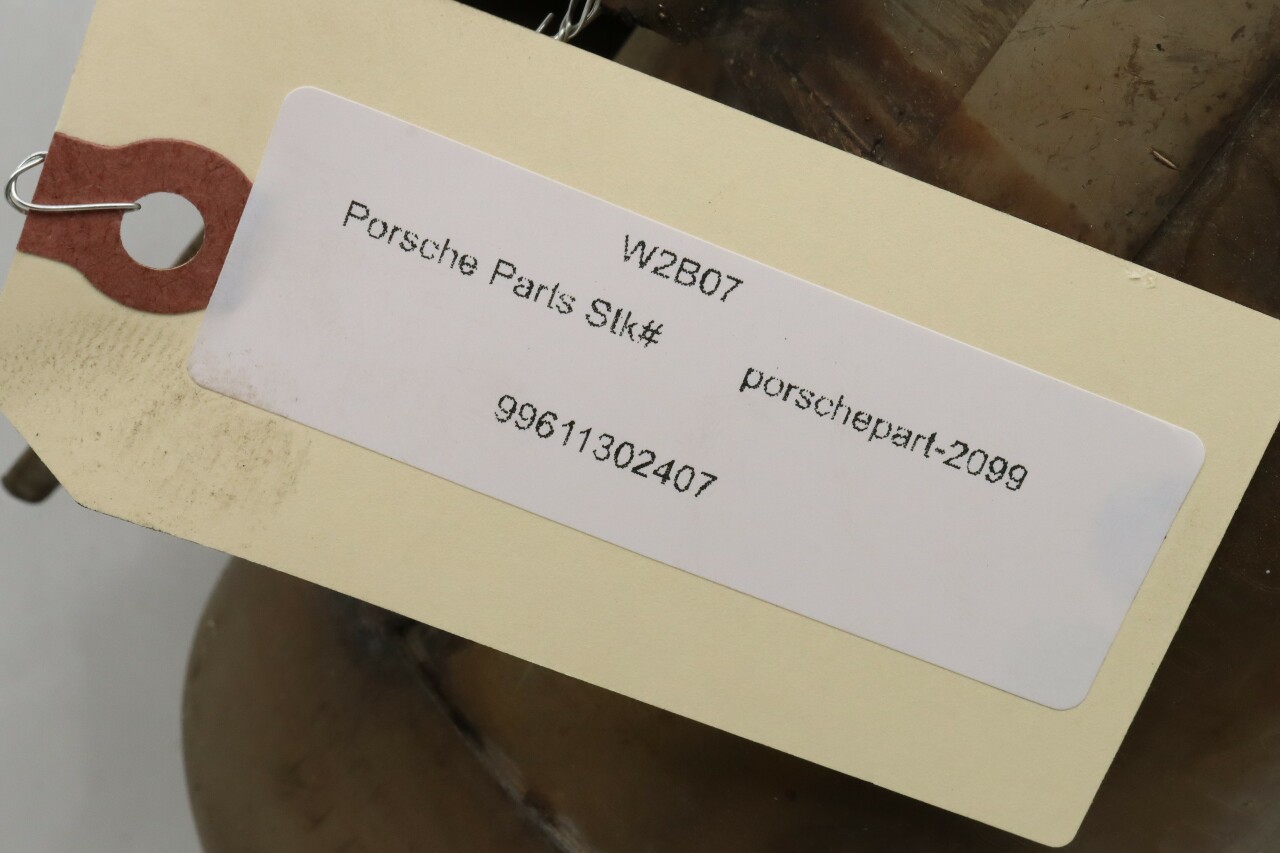 W2B07
Porsche Parts Stk#
porschepart-2099
99611302407